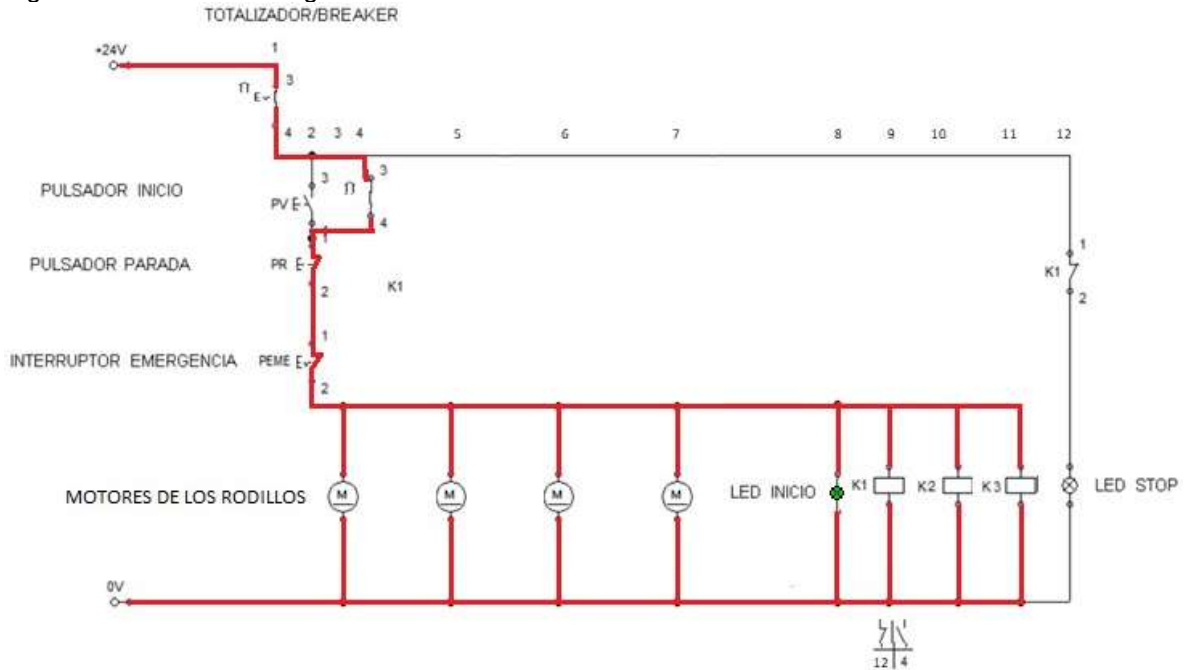 TOTALIZADOR/BREAKER
+24V
1
3
E
4 2 3 4 5 6 7 8 9 10 11 12
PULSADOR INICIO
3
PV E
3
4
1
PULSADOR PARADA
PR E
2
K1
K1
1
2
INTERRUPTOR EMERGENCIA
PEME E
1
2
MOTORES DE LOS RODILLOS
M
M
M
M
LED INICIO
K1
K2
K3
LED STOP
0V
12 4